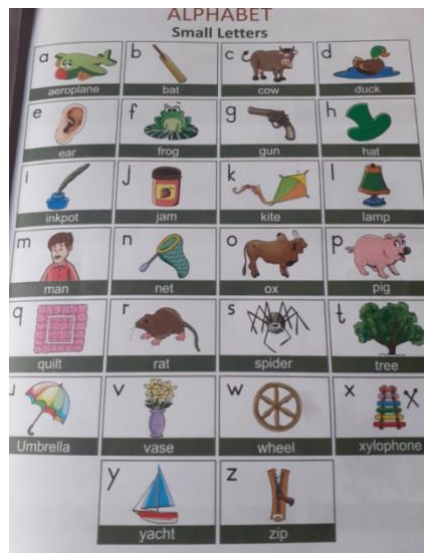 ALPHABET
Small Letters
a b c d
aeroplane bat cow duck
e f g h
ear frog gun hat
i j k l
inkpot jam kite lamp
m n o p
man net ox pig
q r s t
quilt rat spider tree
u v w x
Umbrella vase wheel xylophone
y z
yacht zip